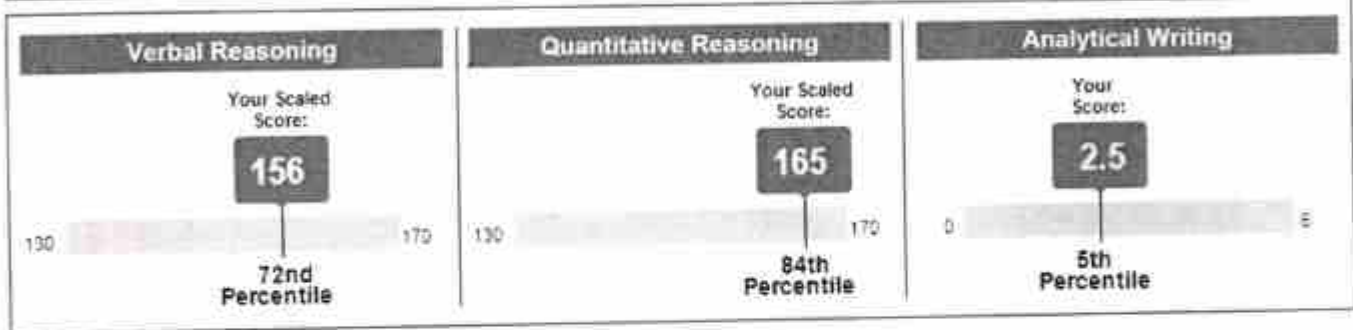 Verbal Reasoning
Your Scaled
Score:
156
130
170
72nd
Percentile
Quantitative Reasoning
Your Scaled
Score:
165
130
170
84th
Percentile
Analytical Writing
Your
Score:
2.5
0
6
5th
Percentile